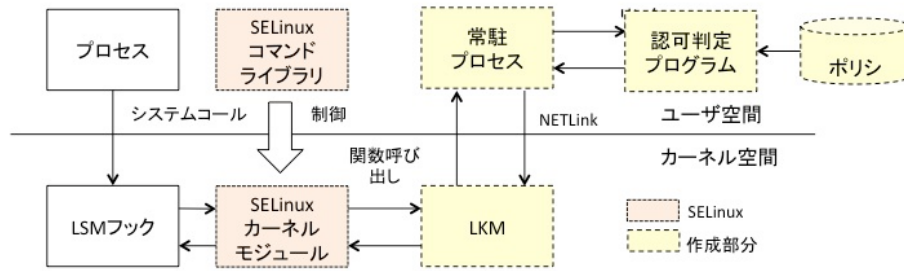 プロセス
SELinux
コマンド
ライブラリ
常駐
プロセス
認可判定
プログラム
ポリシ
システムコール
制御
NETLink
ユーザ空間
カーネル空間
関数呼び
出し
LSMフック
SELinux
カーネル
モジュール
LKM
SELinux
作成部分